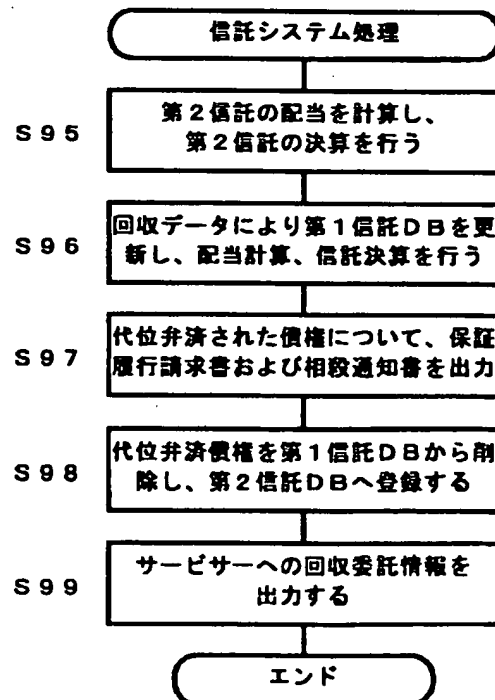 信託システム処理
S95
第2信託の配当を計算し、
第2信託の決算を行う
S96
回収データにより第1信託DBを更
新し、配当計算、信託決算を行う
S97
代位弁済された債権について、保証
履行請求書および相殺通知書を出力
S98
代位弁済債権を第1信託DBから削
除し、第2信託DBへ登録する
S99
サービサーへの回収委託情報を
出力する
エンド